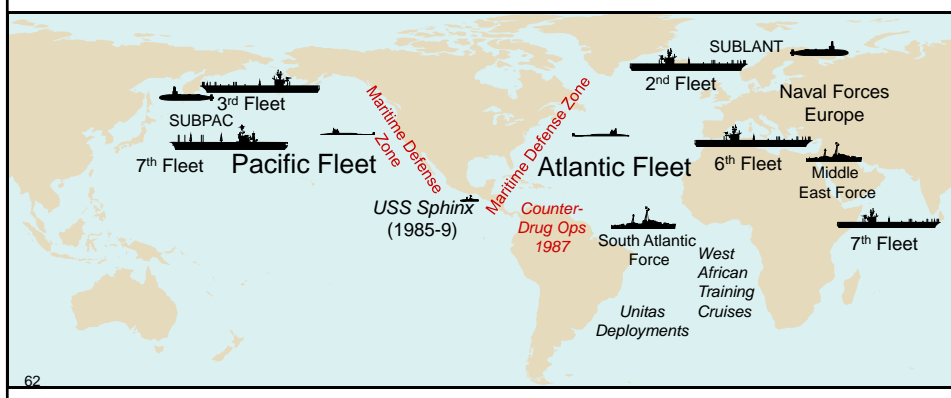 SUBLANT
2nd Fleet
Naval Forces
Europe
3rd Fleet
SUBPAC
7th Fleet
Pacific Fleet
Maritime Defense
Zone
Maritime Defense Zone
Atlantic Fleet
6th Fleet
Middle
East Force
USS Sphinx
(1985-9)
Counter-
Drug Ops
1987
South Atlantic
Force
7th Fleet
West
African
Training
Cruises
Unitas
Deployments
62